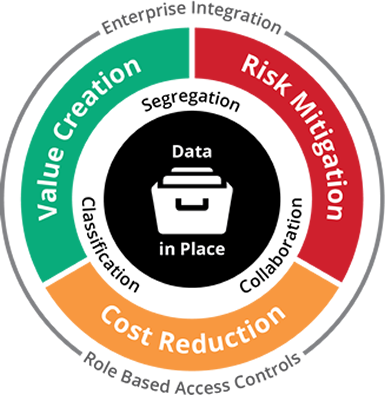 Enterprise Integration
Value Creation
Risk Mitigation
Segregation
Data
in Place
Classification
Collaboration
Cost Reduction
Role Based Access Controls